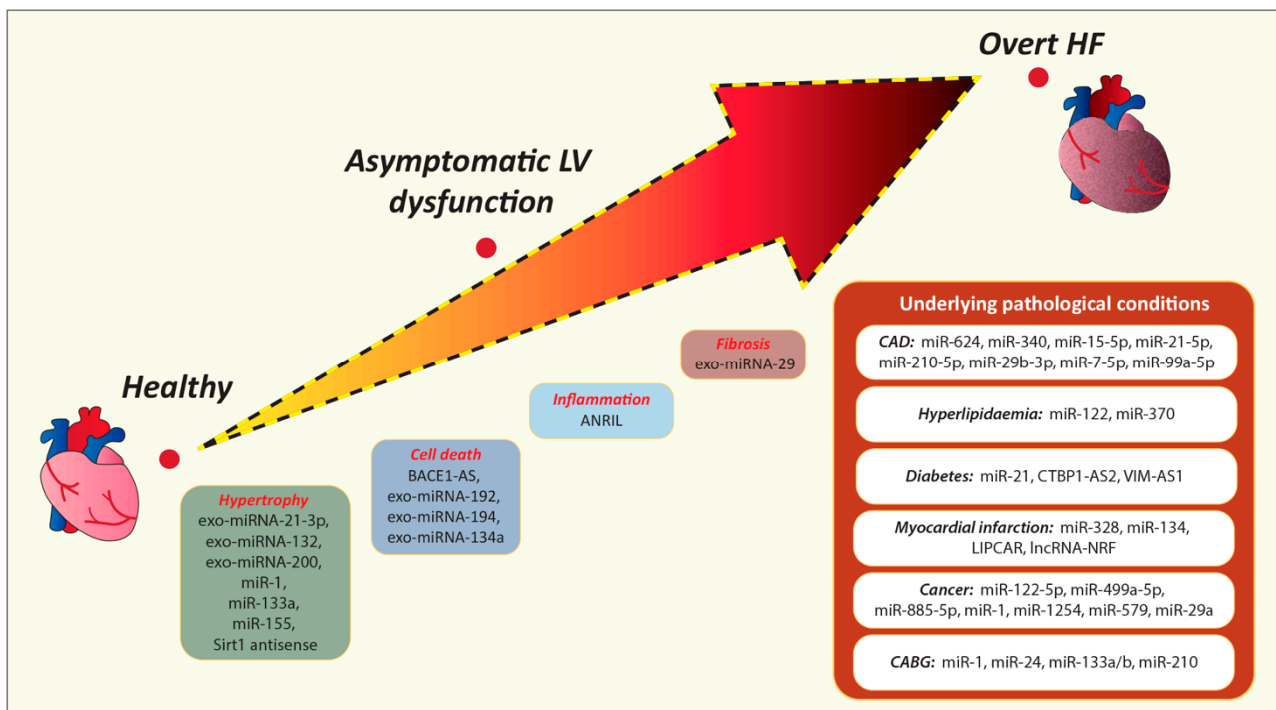 Overt HF
Asymptomatic LV
dysfunction
Healthy
Hypertrophy
exo-miRNA-21-3p,
exo-miRNA-132,
exo-miRNA-200,
miR-1,
miR-133a,
miR-155,
Sirt1 antisense
Cell death
BACE1-AS,
exo-miRNA-192,
exo-miRNA-194,
exo-miRNA-134a
Inflammation
ANRIL
Fibrosis
exo-miRNA-29
Underlying pathological conditions
CAD: miR-624, miR-340, miR-15-5p, miR-21-5p,
miR-210-5p, miR-29b-3p, miR-7-5p, miR-99a-5p
Hyperlipidaemia: miR-122, miR-370
Diabetes: miR-21, CTBP1-AS2, VIM-AS1
Myocardial infarction: miR-328, miR-134,
LIPCAR, lncRNA-NRF
Cancer: miR-122-5p, miR-499a-5p,
miR-885-5p, miR-1, miR-1254, miR-579, miR-29a
CABG: miR-1, miR-24, miR-133a/b, miR-210